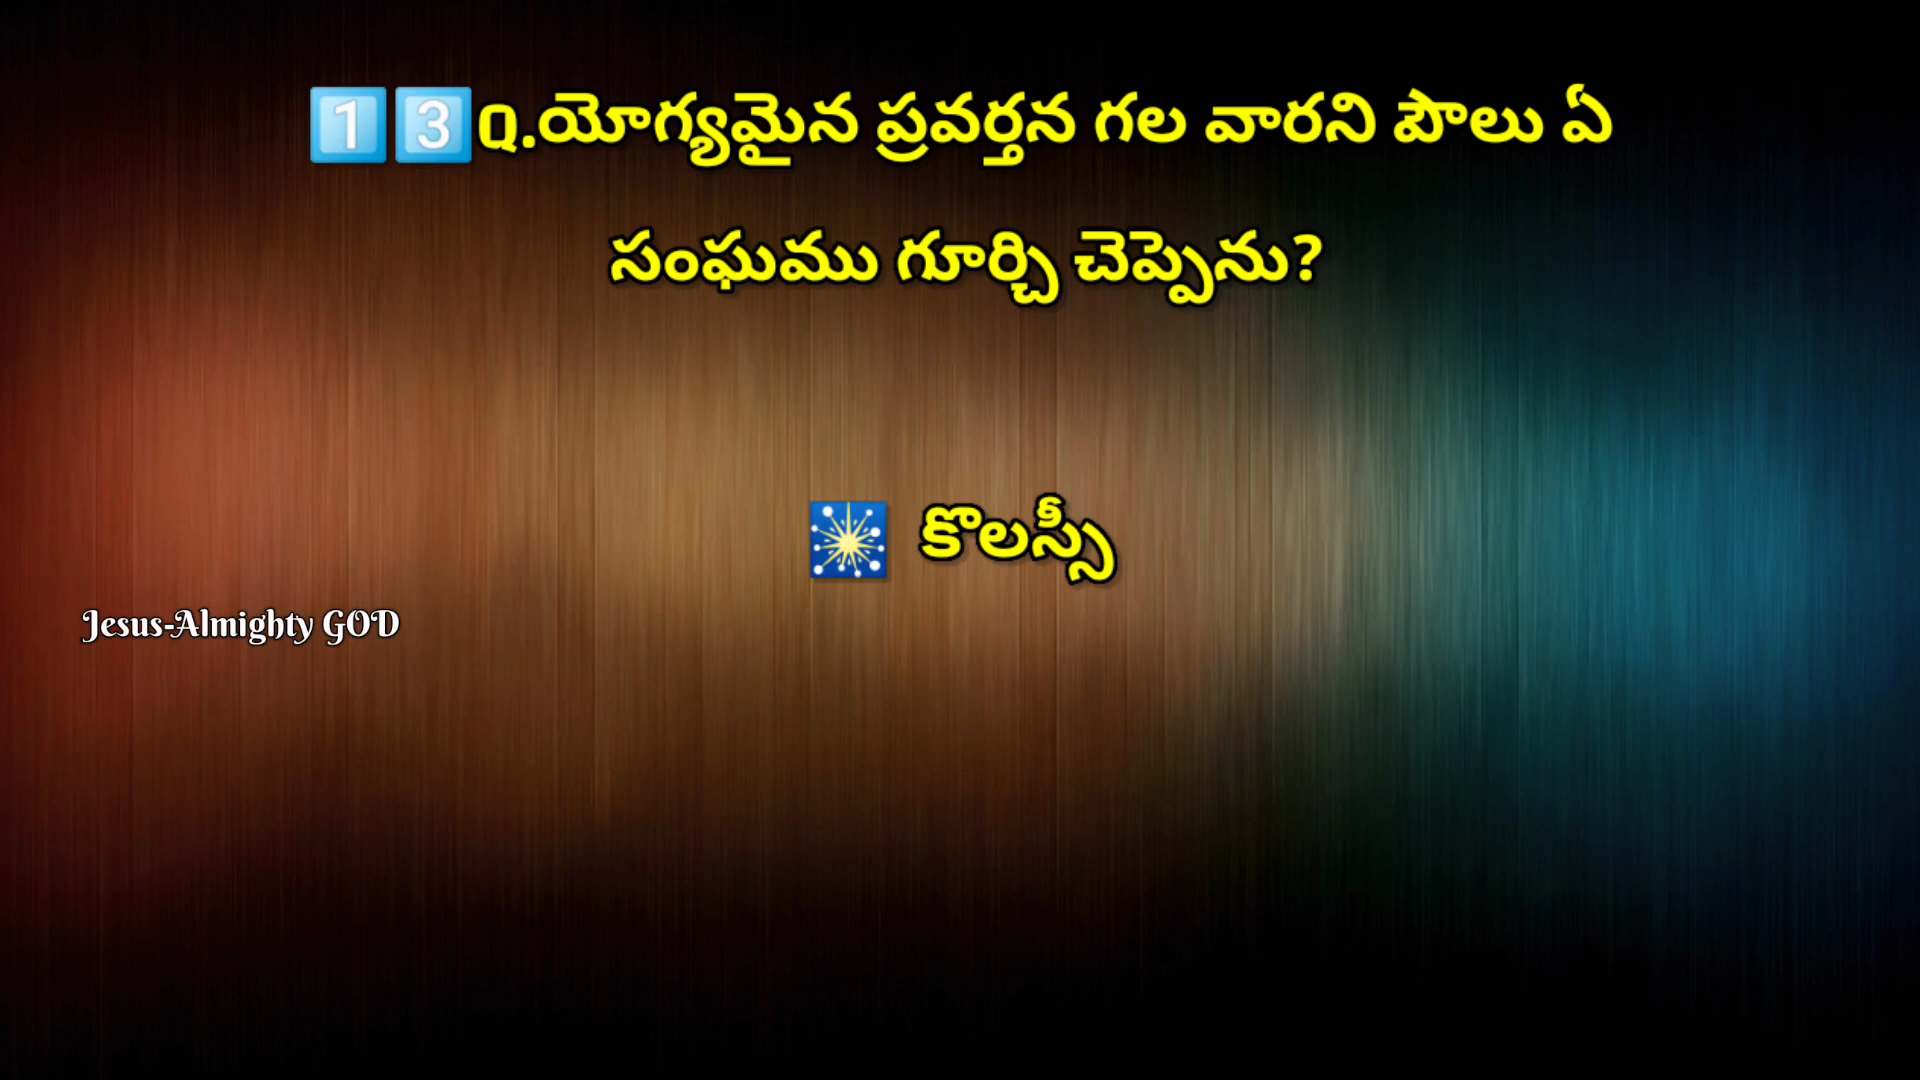 1️⃣3️⃣Q.యోగ్యమైన ప్రవర్తన గల వారని పౌలు ఏ
సంఘము గూర్చి చెప్పెను?
🎇 కొలస్సీ
Jesus-Almighty GOD